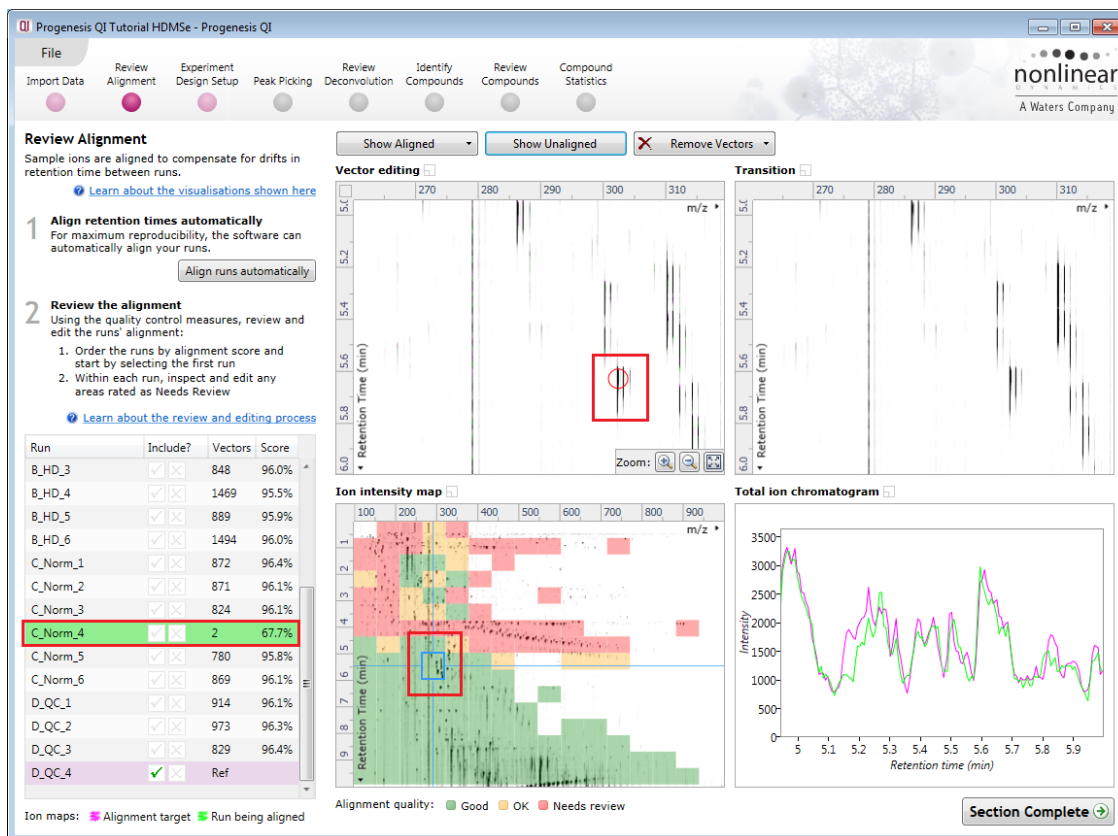 Progenesis QI Tutorial HDMSe - Progenesis QI
File
Import Data
Review Alignment
Experiment Design Setup
Peak Picking
Review Deconvolution
Identify Compounds
Review Compounds
Compound Statistics
nonlinear
DYNAMICS
A Waters Company
Review Alignment
Sample ions are aligned to compensate for drifts in
retention time between runs.
Learn about the visualisations shown here
1
Align retention times automatically
For maximum reproducibility, the software can
automatically align your runs.
Align runs automatically
2
Review the alignment
Using the quality control measures, review and
edit the runs' alignment:
1. Order the runs by alignment score and
start by selecting the first run
2. Within each run, inspect and edit any
areas rated as Needs Review
Learn about the review and editing process
Run Include? Vectors Score
B_HD_3 848 96.0%
B_HD_4 1469 95.5%
B_HD_5 889 95.9%
B_HD_6 1494 96.0%
C_Norm_1 872 96.4%
C_Norm_2 871 96.1%
C_Norm_3 824 96.1%
C_Norm_4 2 67.7%
C_Norm_5 780 95.8%
C_Norm_6 869 96.1%
D_QC_1 914 96.1%
D_QC_2 973 96.3%
D_QC_3 829 96.4%
D_QC_4 Ref
Ion maps: Alignment target Run being aligned
Show Aligned
Show Unaligned
Remove Vectors
Vector editing
270 280 290 300 310
m/z
5.2
5.4
5.6
5.8
6.0
Retention Time (min)
Zoom:
Transition
270 280 290 300 310
m/z
5.2
5.4
5.6
5.8
6.0
Retention Time (min)
Ion intensity map
100 200 300 400 500 600 700 800 900
m/z
1
2
3
4
5
6
7
8
9
Retention Time (min)
Alignment quality: Good OK Needs review
Total ion chromatogram
3500
3000
2500
2000
1500
1000
500
0
Intensity
5 5.1 5.2 5.3 5.4 5.5 5.6 5.7 5.8 5.9
Retention time (min)
Section Complete